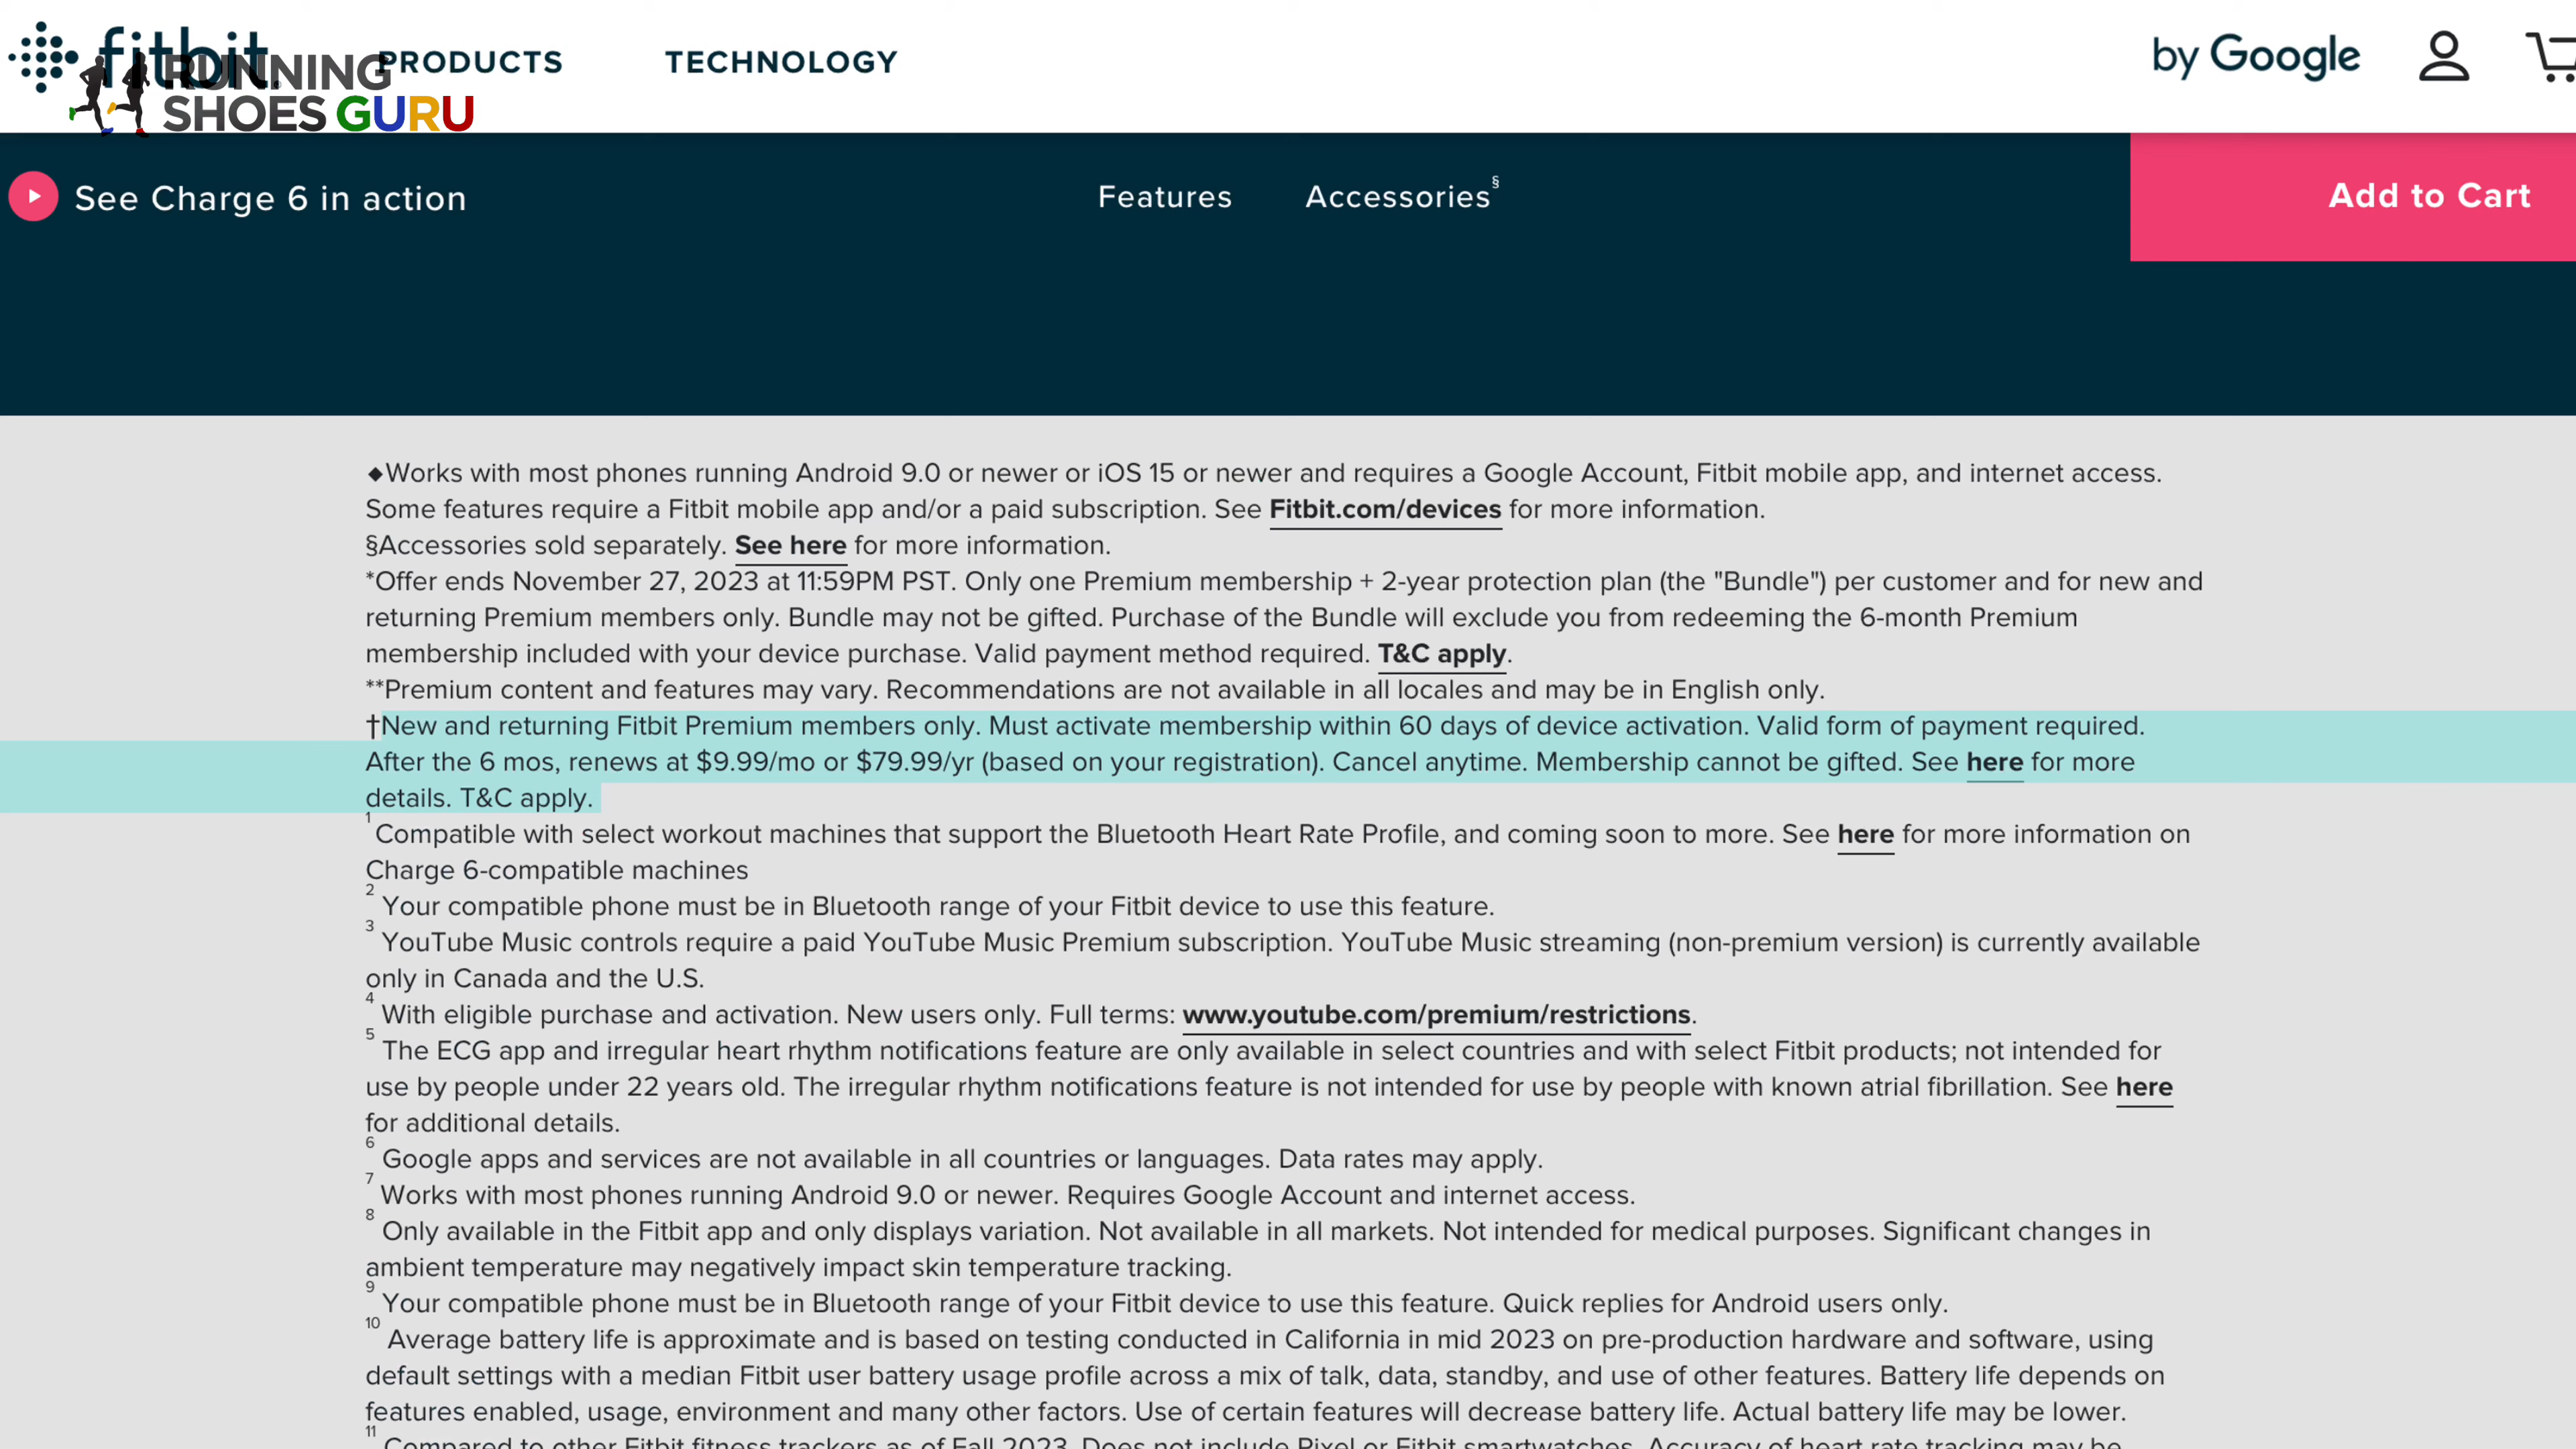 fitbit
RUNNING
SHOES GURU
PRODUCTS
TECHNOLOGY
by Google
See Charge 6 in action
Features
Accessories§
Add to Cart
◆Works with most phones running Android 9.0 or newer or iOS 15 or newer and requires a Google Account, Fitbit mobile app, and internet access.
Some features require a Fitbit mobile app and/or a paid subscription. See Fitbit.com/devices for more information.
§Accessories sold separately. See here for more information.
*Offer ends November 27, 2023 at 11:59PM PST. Only one Premium membership + 2-year protection plan (the "Bundle") per customer and for new and
returning Premium members only. Bundle may not be gifted. Purchase of the Bundle will exclude you from redeeming the 6-month Premium
membership included with your device purchase. Valid payment method required. T&C apply.
**Premium content and features may vary. Recommendations are not available in all locales and may be in English only.
†New and returning Fitbit Premium members only. Must activate membership within 60 days of device activation. Valid form of payment required.
After the 6 mos, renews at $9.99/mo or $79.99/yr (based on your registration). Cancel anytime. Membership cannot be gifted. See here for more
details. T&C apply.
1 Compatible with select workout machines that support the Bluetooth Heart Rate Profile, and coming soon to more. See here for more information on
Charge 6-compatible machines
2 Your compatible phone must be in Bluetooth range of your Fitbit device to use this feature.
3 YouTube Music controls require a paid YouTube Music Premium subscription. YouTube Music streaming (non-premium version) is currently available
only in Canada and the U.S.
4 With eligible purchase and activation. New users only. Full terms: www.youtube.com/premium/restrictions.
5 The ECG app and irregular heart rhythm notifications feature are only available in select countries and with select Fitbit products; not intended for
use by people under 22 years old. The irregular rhythm notifications feature is not intended for use by people with known atrial fibrillation. See here
for additional details.
6 Google apps and services are not available in all countries or languages. Data rates may apply.
7 Works with most phones running Android 9.0 or newer. Requires Google Account and internet access.
8 Only available in the Fitbit app and only displays variation. Not available in all markets. Not intended for medical purposes. Significant changes in
ambient temperature may negatively impact skin temperature tracking.
9 Your compatible phone must be in Bluetooth range of your Fitbit device to use this feature. Quick replies for Android users only.
10 Average battery life is approximate and is based on testing conducted in California in mid 2023 on pre-production hardware and software, using
default settings with a median Fitbit user battery usage profile across a mix of talk, data, standby, and use of other features. Battery life depends on
features enabled, usage, environment and many other factors. Use of certain features will decrease battery life. Actual battery life may be lower.
11 Compared to other Fitbit fitness trackers as of Fall 2023. Does not include Pixel or Fitbit smartwatches. Accuracy of heart rate tracking may be